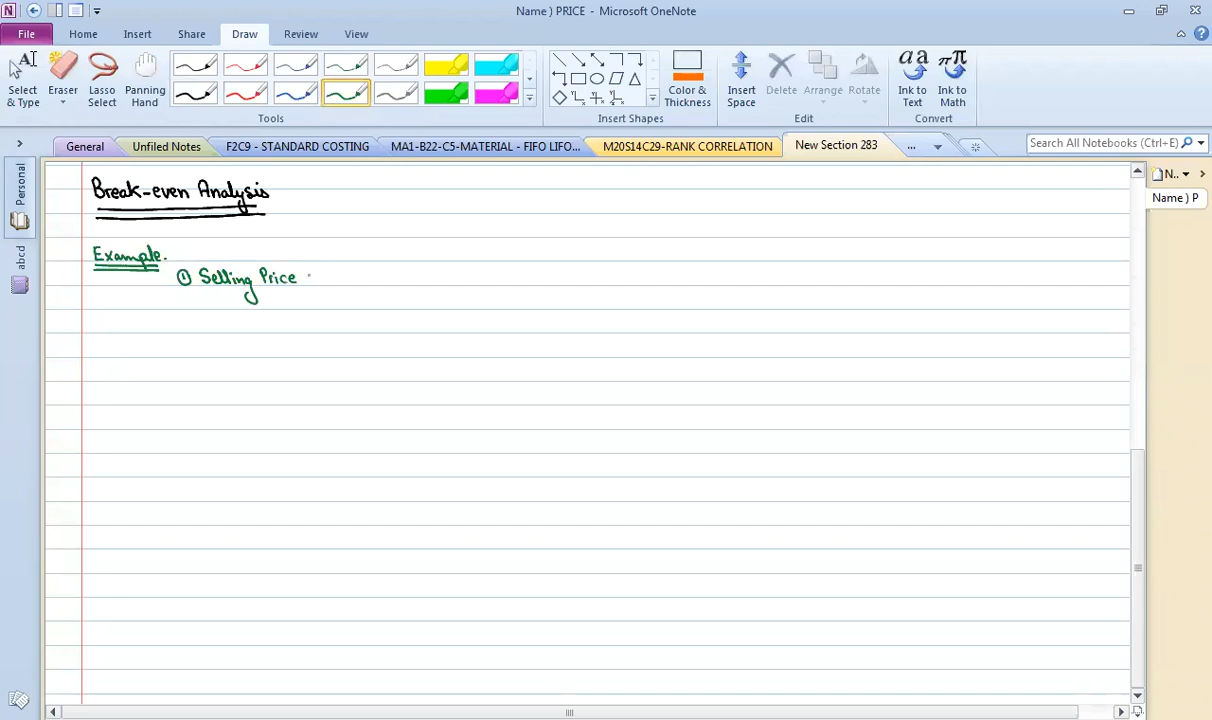 Name ) PRICE - Microsoft OneNote
File Home Insert Share Draw Review View
Select & Type
Eraser
Lasso Select
Panning Hand
Color & Thickness
Insert Space
Delete
Arrange
Rotate
Ink to Text
Ink to Math
Tools
Insert Shapes
Edit
Convert
General
Unfiled Notes
F2C9 - STANDARD COSTING
MA1-B22-C5-MATERIAL - FIFO LIFO...
M20S14C29-RANK CORRELATION
New Section 283
...
Search All Notebooks (Ctrl+E)
N..
Name ) P
Personal
abcd
Break-even Analysis
Example.
① Selling Price